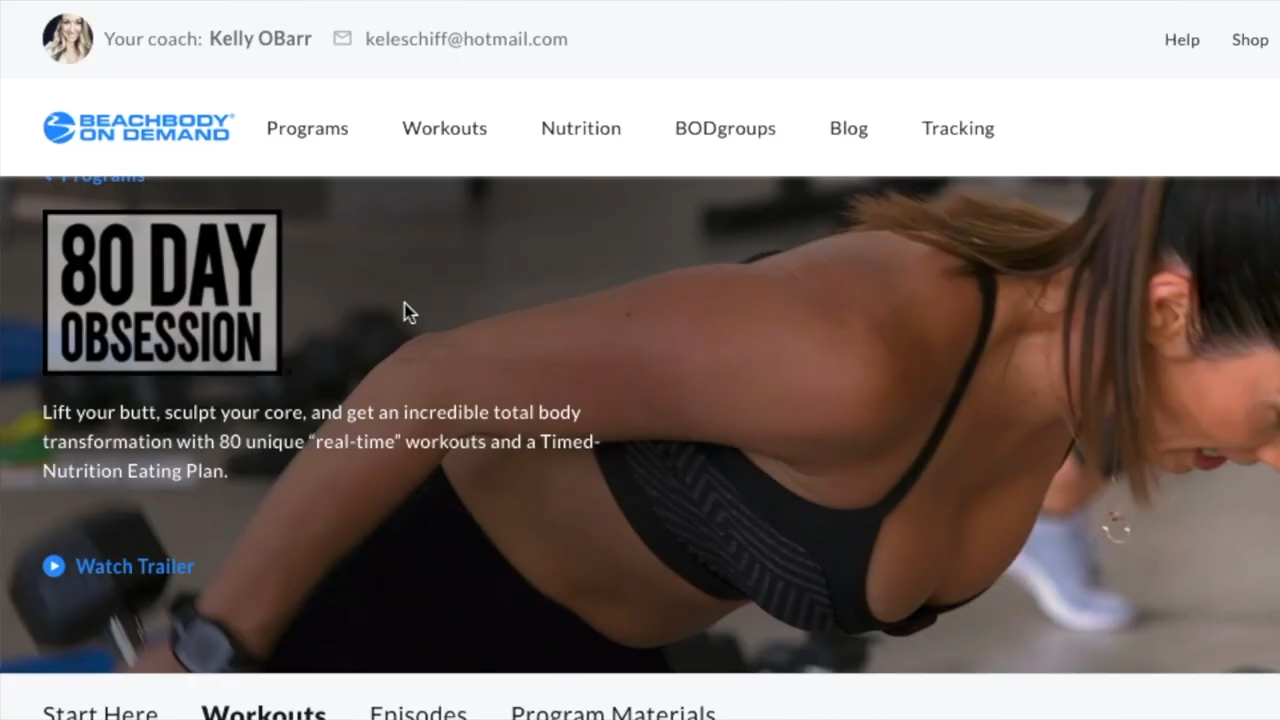 Your coach: Kelly OBarr keleschiff@hotmail.com Help Shop
BEACHBODY
ON DEMAND
Programs Workouts Nutrition BODgroups Blog Tracking
< Programs
80 DAY
OBSESSION
Lift your butt, sculpt your core, and get an incredible total body
transformation with 80 unique “real-time” workouts and a Timed-
Nutrition Eating Plan.
Watch Trailer
Start Here Workouts Episodes Program Materials